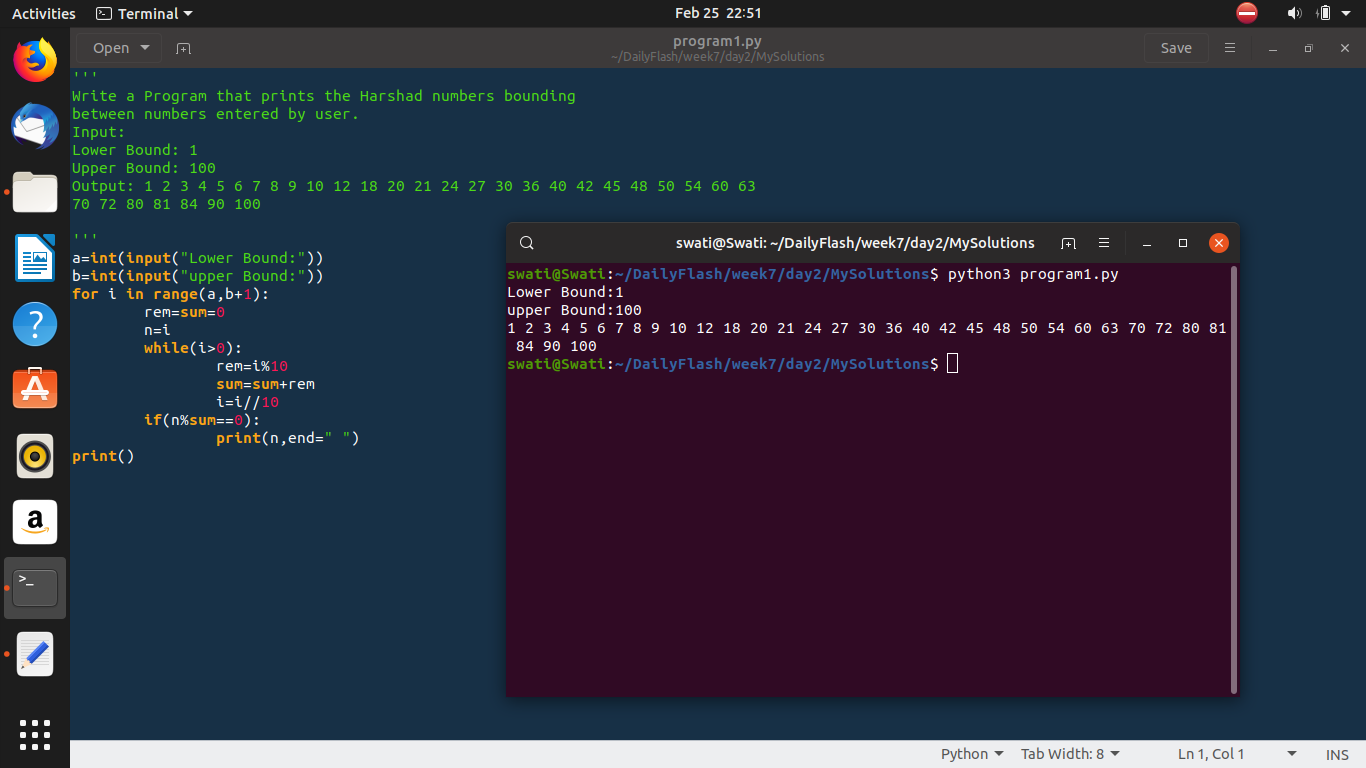 Activities Terminal Feb 25 22:51
Open program1.py Save
~/DailyFlash/week7/day2/MySolutions
'''
Write a Program that prints the Harshad numbers bounding
between numbers entered by user.
Input:
Lower Bound: 1
Upper Bound: 100
Output: 1 2 3 4 5 6 7 8 9 10 12 18 20 21 24 27 30 36 40 42 45 48 50 54 60 63
70 72 80 81 84 90 100
'''
a=int(input("Lower Bound:"))
b=int(input("upper Bound:"))
for i in range(a,b+1):
        rem=sum=0
        n=i
        while(i>0):
                rem=i%10
                sum=sum+rem
                i=i//10
        if(n%sum==0):
                print(n,end=" ")
print()
swati@Swati: ~/DailyFlash/week7/day2/MySolutions
swati@Swati:~/DailyFlash/week7/day2/MySolutions$ python3 program1.py
Lower Bound:1
upper Bound:100
1 2 3 4 5 6 7 8 9 10 12 18 20 21 24 27 30 36 40 42 45 48 50 54 60 63 70 72 80 81
 84 90 100
swati@Swati:~/DailyFlash/week7/day2/MySolutions$
a
>_
Python Tab Width: 8 Ln 1, Col 1 INS